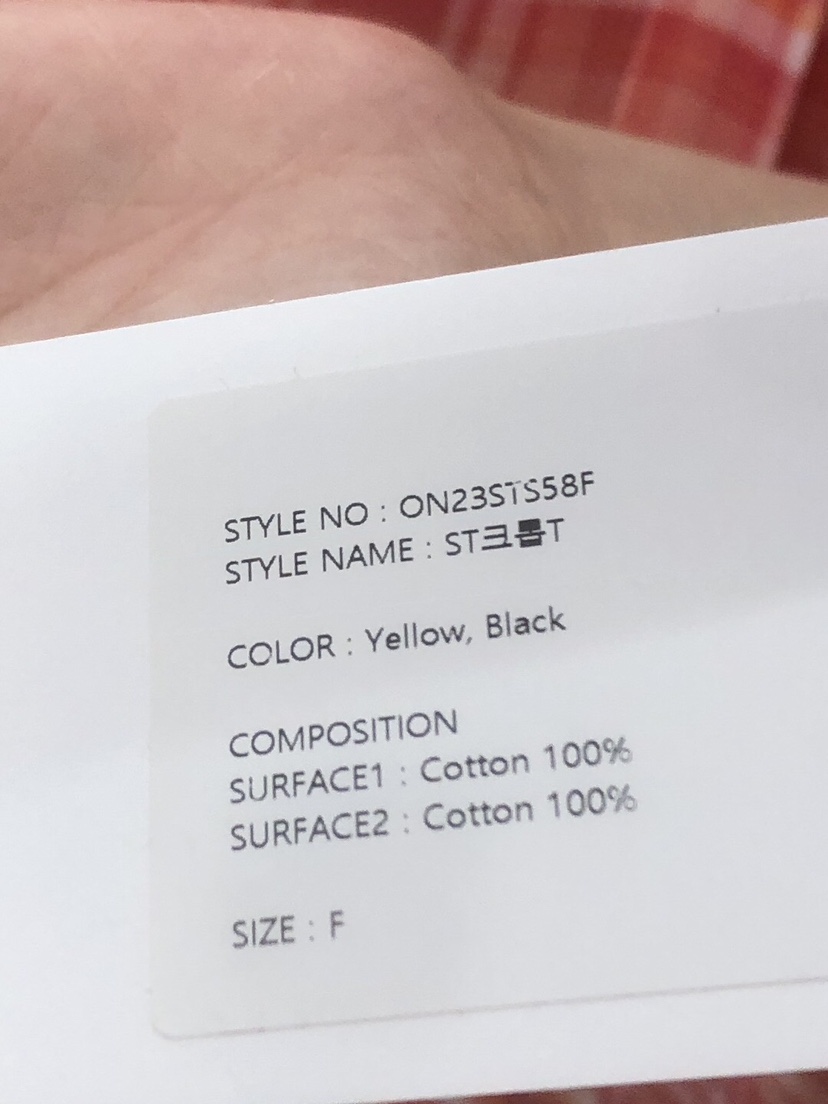 STYLE NO : ON23STS58F
STYLE NAME : ST크롭T
COLOR : Yellow, Black
COMPOSITION
SURFACE1 : Cotton 100%
SURFACE2 : Cotton 100%
SIZE : F